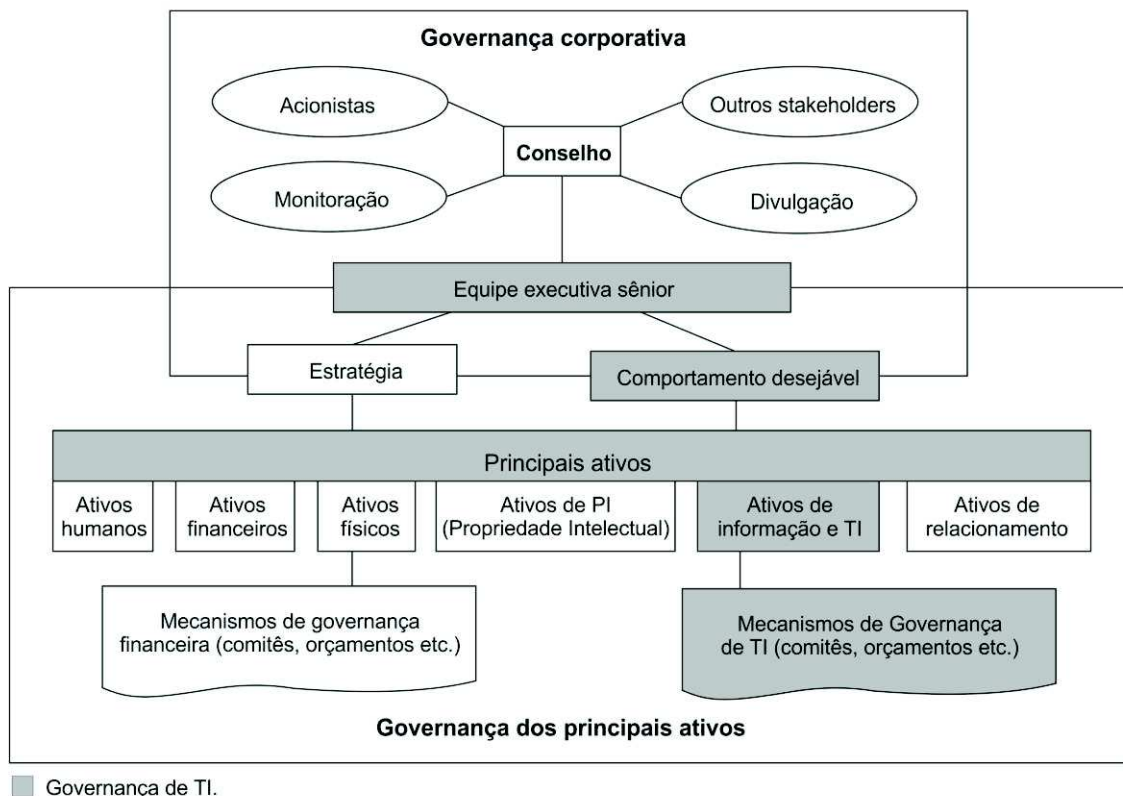 Governança corporativa
Acionistas
Outros stakeholders
Conselho
Monitoração
Divulgação
Equipe executiva sênior
Estratégia
Comportamento desejável
Principais ativos
Ativos
humanos
Ativos
financeiros
Ativos
físicos
Ativos de PI
(Propriedade Intelectual)
Ativos de
informação e TI
Ativos de
relacionamento
Mecanismos de governança
financeira (comitês, orçamentos etc.)
Mecanismos de Governança
de TI (comitês, orçamentos etc.)
Governança dos principais ativos
Governança de TI.